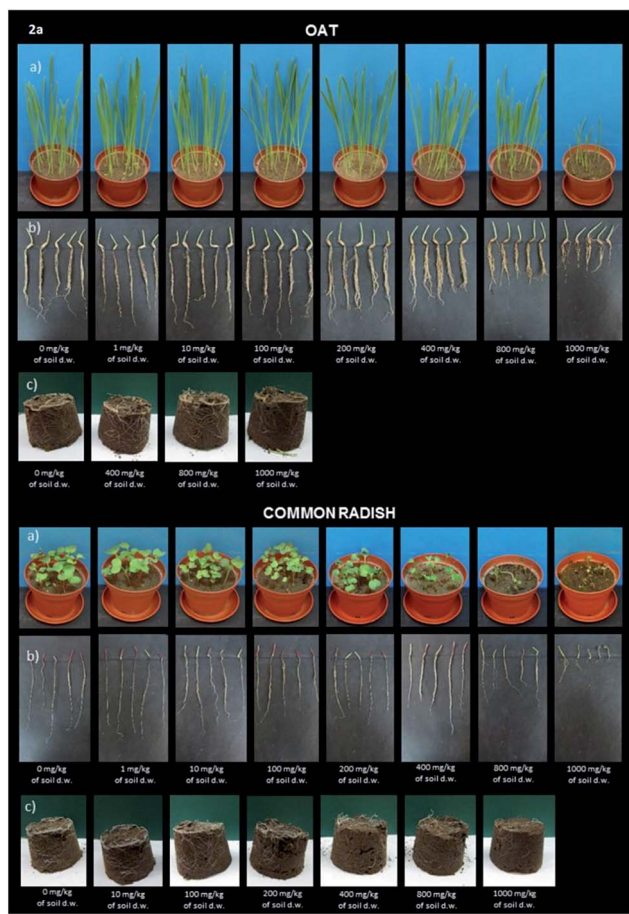 2a
OAT
a)
b)
0 mg/kg
of soil d.w.
1 mg/kg
of soil d.w.
10 mg/kg
of soil d.w.
100 mg/kg
of soil d.w.
200 mg/kg
of soil d.w.
400 mg/kg
of soil d.w.
800 mg/kg
of soil d.w.
1000 mg/kg
of soil d.w.
c)
0 mg/kg
of soil d.w.
400 mg/kg
of soil d.w.
800 mg/kg
of soil d.w.
1000 mg/kg
of soil d.w.
COMMON RADISH
a)
b)
0 mg/kg
of soil d.w.
1 mg/kg
of soil d.w.
10 mg/kg
of soil d.w.
100 mg/kg
of soil d.w.
200 mg/kg
of soil d.w.
400 mg/kg
of soil d.w.
800 mg/kg
of soil d.w.
1000 mg/kg
of soil d.w.
c)
0 mg/kg
of soil d.w.
10 mg/kg
of soil d.w.
100 mg/kg
of soil d.w.
200 mg/kg
of soil d.w.
400 mg/kg
of soil d.w.
800 mg/kg
of soil d.w.
1000 mg/kg
of soil d.w.